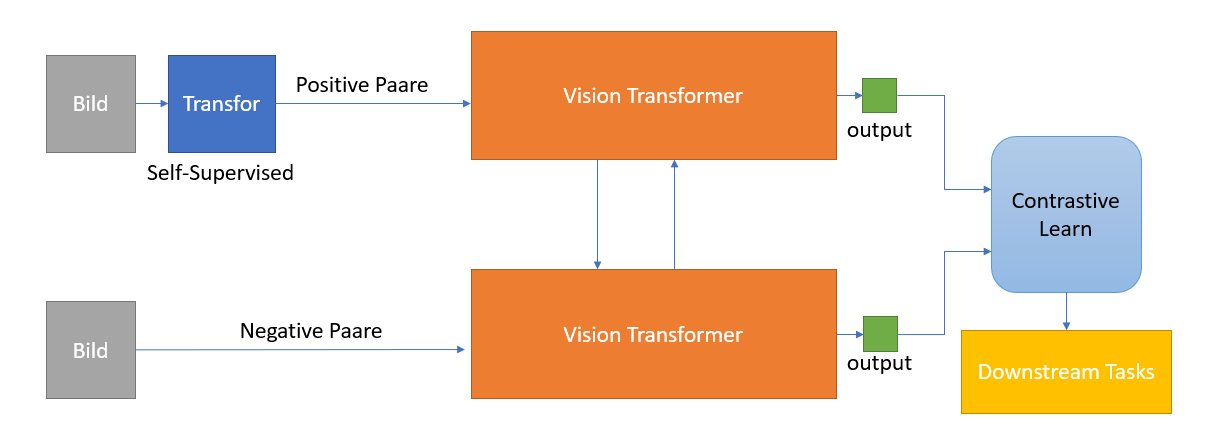 Bild
Transfor
Positive Paare
Vision Transformer
output
Self-Supervised
Contrastive
Learn
Bild
Negative Paare
Vision Transformer
output
Downstream Tasks